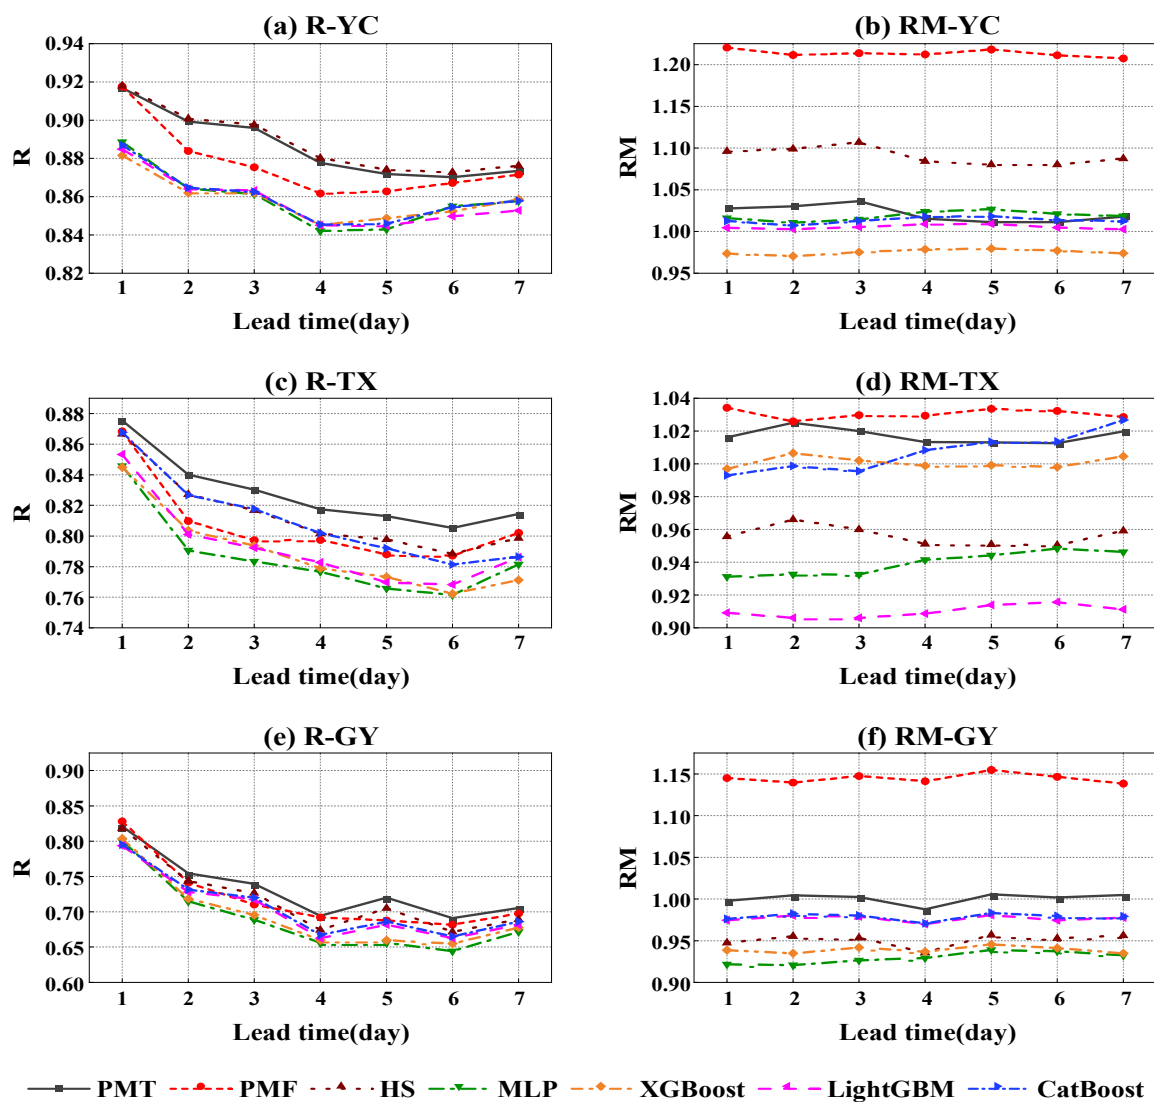 (a) R-YC
0.94
0.92
0.90
0.88
0.86
0.84
0.82
R
1 2 3 4 5 6 7
Lead time(day)
(b) RM-YC
1.20
1.15
1.10
1.05
1.00
0.95
RM
1 2 3 4 5 6 7
Lead time(day)
(c) R-TX
0.88
0.86
0.84
0.82
0.80
0.78
0.76
0.74
R
1 2 3 4 5 6 7
Lead time(day)
(d) RM-TX
1.04
1.02
1.00
0.98
0.96
0.94
0.92
0.90
RM
1 2 3 4 5 6 7
Lead time(day)
(e) R-GY
0.90
0.85
0.80
0.75
0.70
0.65
0.60
R
1 2 3 4 5 6 7
Lead time(day)
(f) RM-GY
1.15
1.10
1.05
1.00
0.95
0.90
RM
1 2 3 4 5 6 7
Lead time(day)
PMT PMF HS MLP XGBoost LightGBM CatBoost